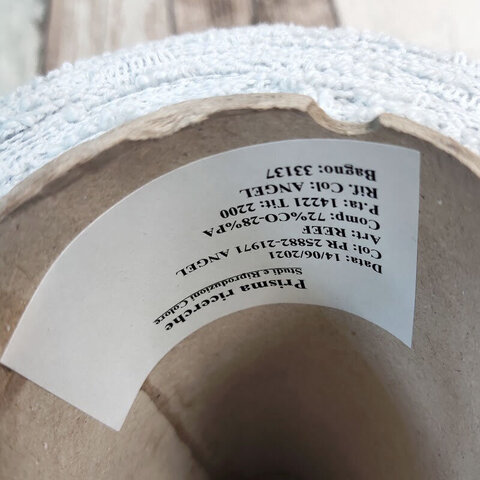 Prisma ricerche
Studi e Riproduzioni Colore
Data: 14/06/2021
Col: PR 25882-21971 ANGEL
Art: REEF
Comp: 72%CO-28%PA
P.ta: 14221 Tit: 2200
Rif. Col: ANGEL
Bagno: 33137